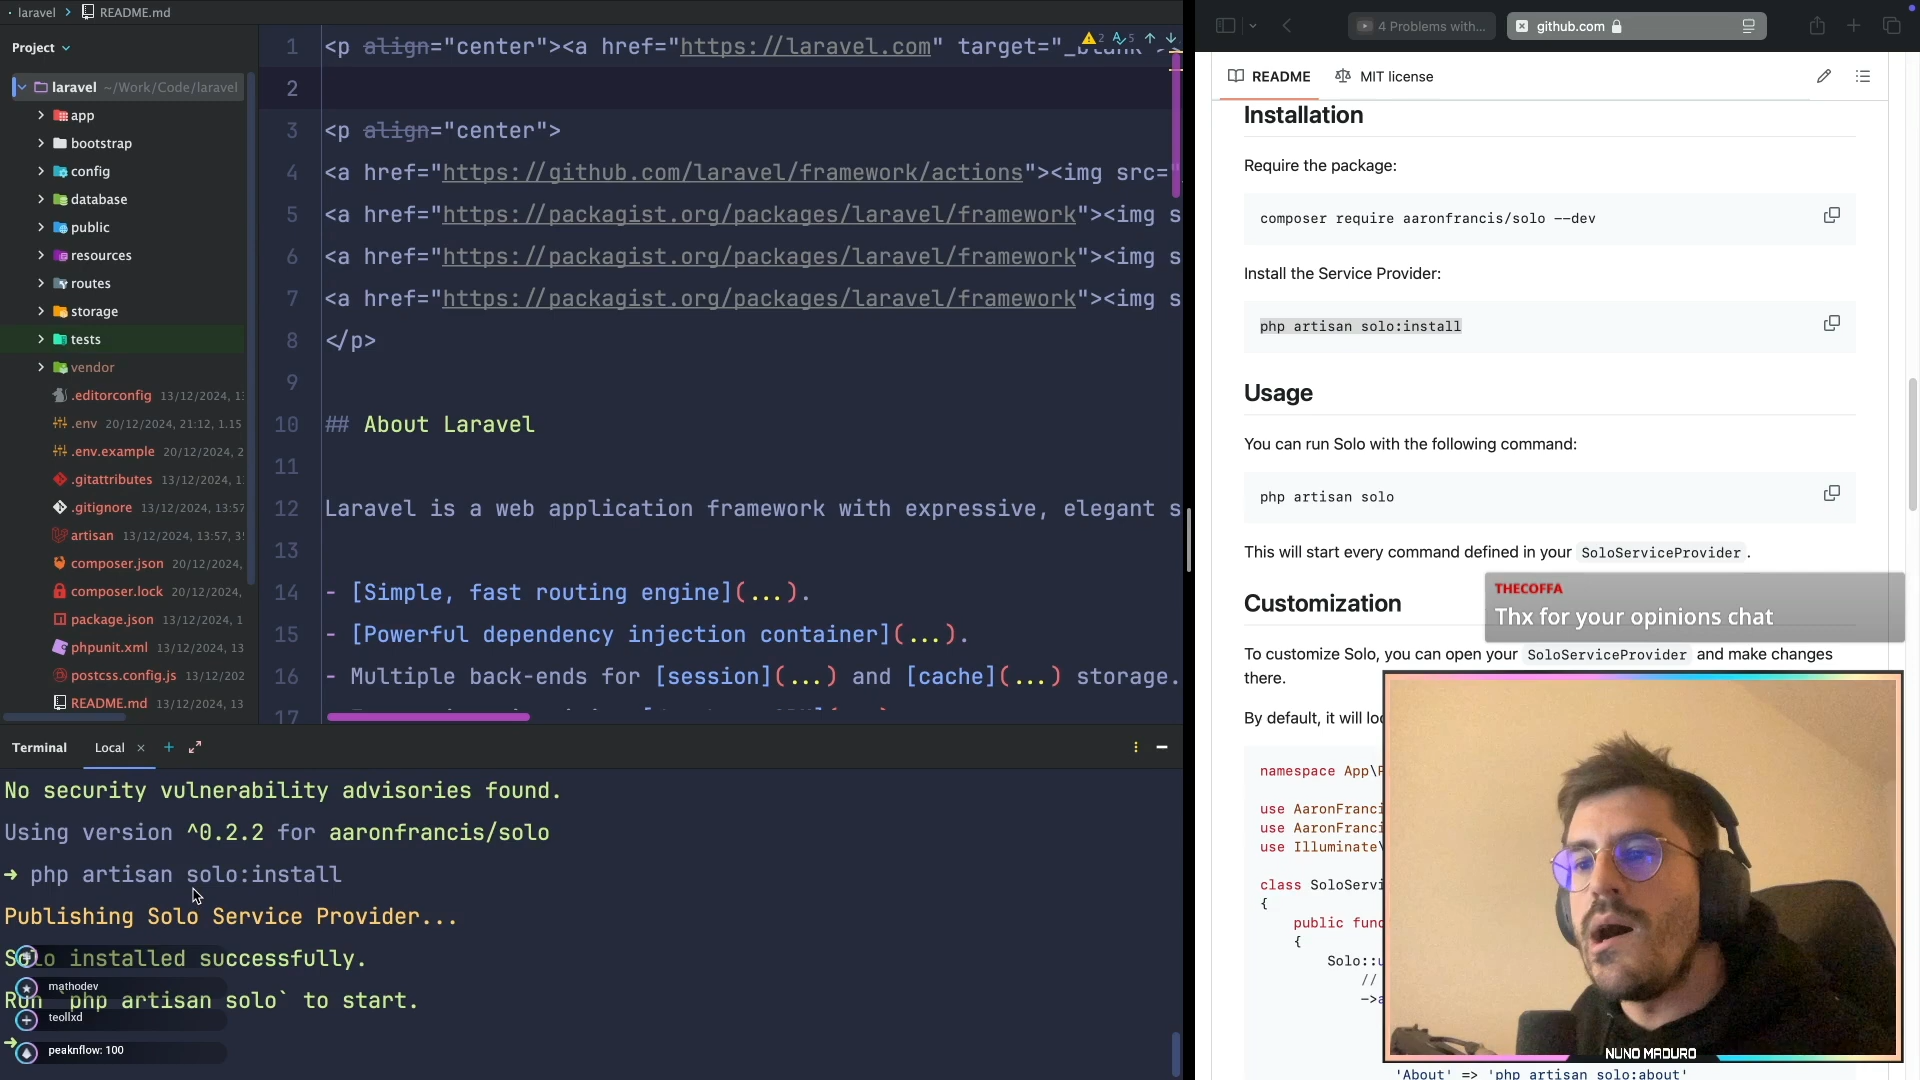 laravel > README.md
Project
laravel ~/Work/Code/laravel
app
bootstrap
config
database
public
resources
routes
storage
tests
vendor
.editorconfig 13/12/2024, 1
.env 20/12/2024, 21:12, 1.15
.env.example 20/12/2024, 2
.gitattributes 13/12/2024, 1
.gitignore 13/12/2024, 13:57
artisan 13/12/2024, 13:57, 3
composer.json 20/12/2024,
composer.lock 20/12/2024,
package.json 13/12/2024, 1
phpunit.xml 13/12/2024, 13
postcss.config.js 13/12/202
README.md 13/12/2024, 13
1 <p align="center"><a href="https://laravel.com" target="_blank">
2 5
2
3 <p align="center">
4 <a href="https://github.com/laravel/framework/actions"><img src="
5 <a href="https://packagist.org/packages/laravel/framework"><img s
6 <a href="https://packagist.org/packages/laravel/framework"><img s
7 <a href="https://packagist.org/packages/laravel/framework"><img s
8 </p>
9
10 ## About Laravel
11
12 Laravel is a web application framework with expressive, elegant s
13
14 - [Simple, fast routing engine](...).
15 - [Powerful dependency injection container](...).
16 - Multiple back-ends for [session](...) and [cache](...) storage.
17
Terminal Local × +
No security vulnerability advisories found.
Using version ^0.2.2 for aaronfrancis/solo
→ php artisan solo:install
Publishing Solo Service Provider...
Solo installed successfully.
Run `php artisan solo` to start.
→
mathodev
teollxd
peaknflow: 100
4 Problems with...
github.com
README
MIT license
Installation
Require the package:
composer require aaronfrancis/solo --dev
Install the Service Provider:
php artisan solo:install
Usage
You can run Solo with the following command:
php artisan solo
This will start every command defined in your SoloServiceProvider.
Customization
THECOFFA
Thx for your opinions chat
To customize Solo, you can open your SoloServiceProvider and make changes
there.
By default, it will
namespace App\
use AaronFranci
use AaronFranci
use Illuminate\
class SoloServi
{
public func
{
Solo::
//
->
'About' => 'php artisan solo:about'
NUNO MADURO